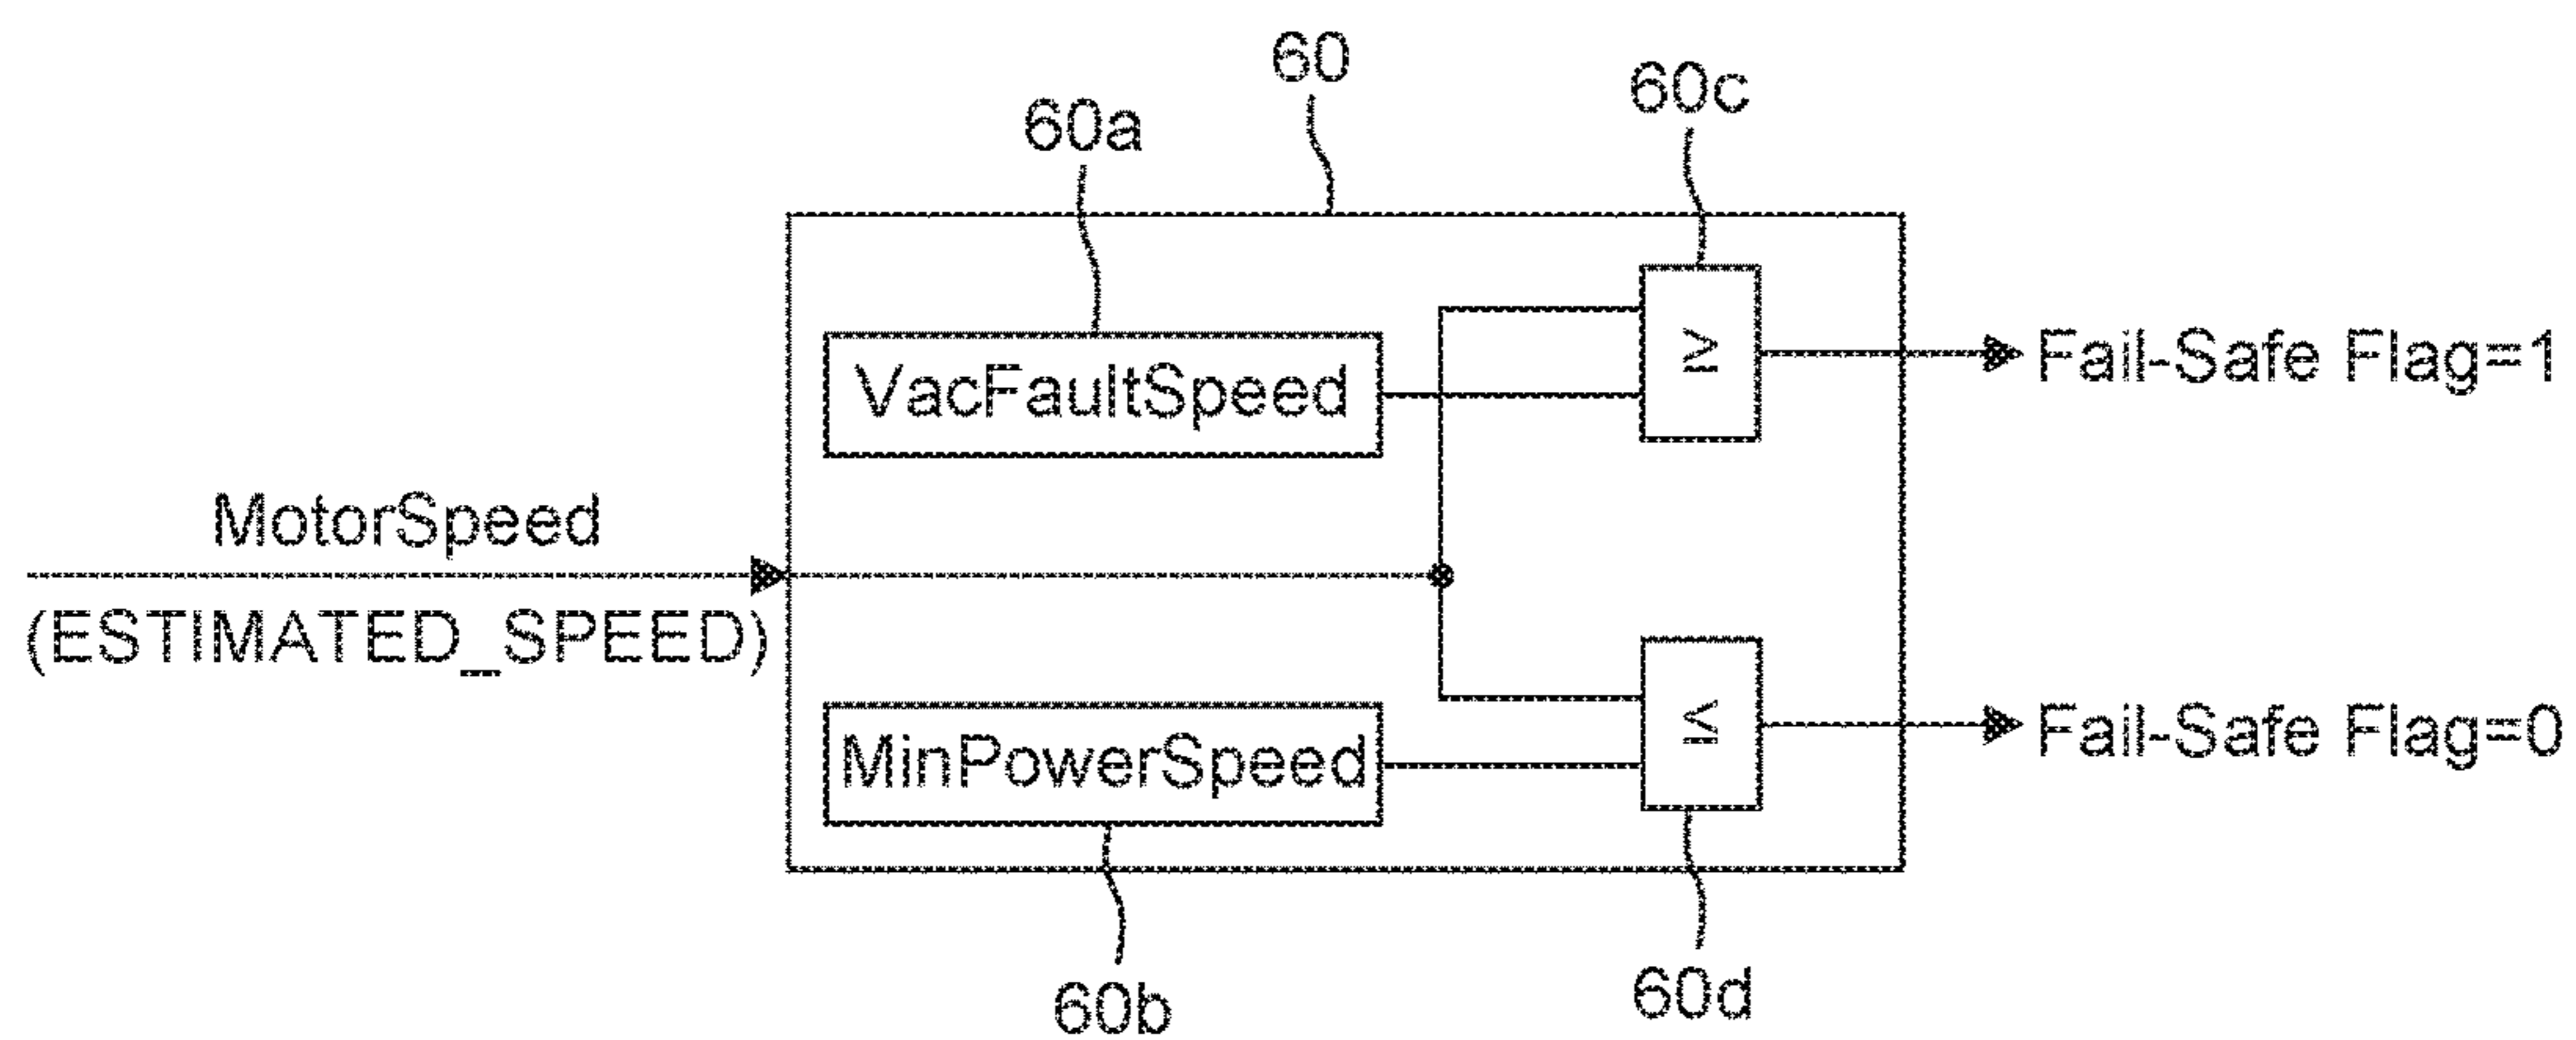 60
60c
60a
VacFaultSpeed
≥
Fail-Safe Flag=1
MotorSpeed
(ESTIMATED_SPEED)
MinPowerSpeed
≤
Fail-Safe Flag=0
60b
60d